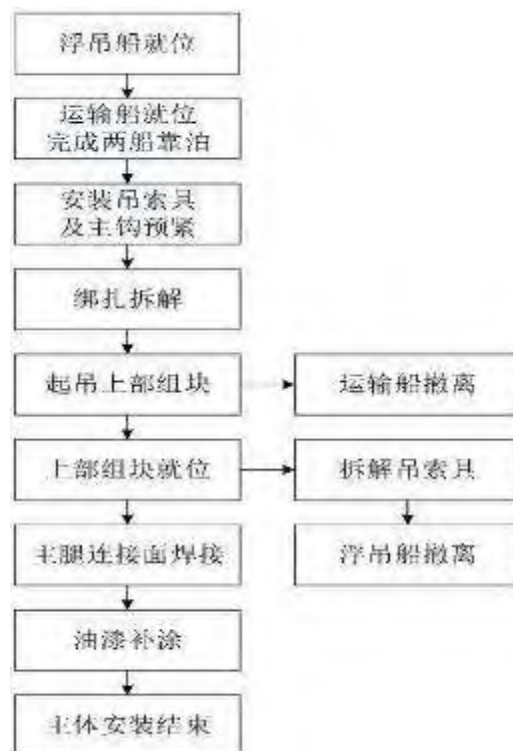 浮吊船就位
运输船就位
完成两船靠泊
安装吊索具
及主钩预紧
绑扎拆解
起吊上部组块
运输船撤离
上部组块就位
拆解吊索具
主腿连接面焊接
浮吊船撤离
油漆补涂
主体安装结束